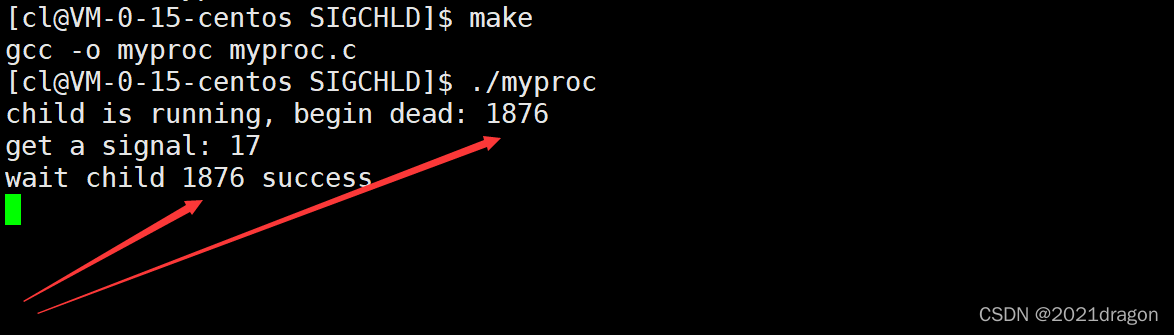 [cl@VM-0-15-centos SIGCHLD]$ make
gcc -o myproc myproc.c
[cl@VM-0-15-centos SIGCHLD]$ ./myproc
child is running, begin dead: 1876
get a signal: 17
wait child 1876 success
CSDN @2021dragon